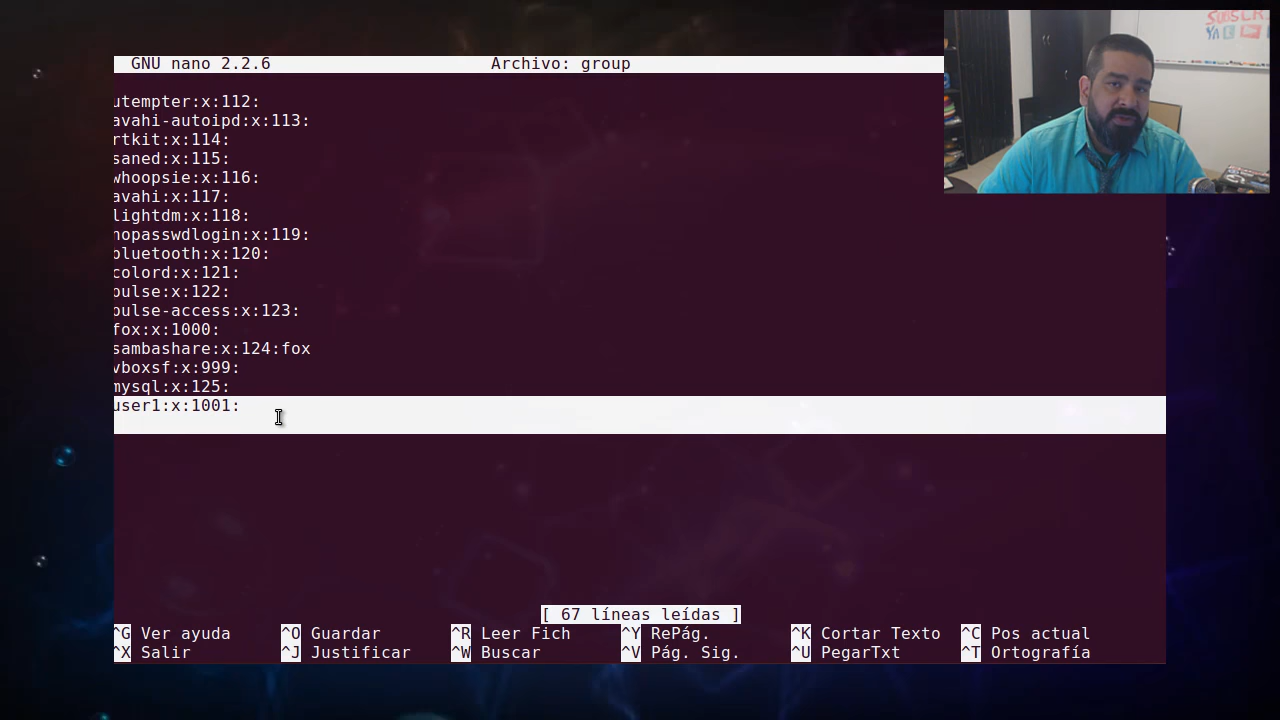 GNU nano 2.2.6 Archivo: group
utempter:x:112:
avahi-autoipd:x:113:
rtkit:x:114:
saned:x:115:
whoopsie:x:116:
avahi:x:117:
lightdm:x:118:
nopasswdlogin:x:119:
bluetooth:x:120:
colord:x:121:
pulse:x:122:
pulse-access:x:123:
fox:x:1000:
sambashare:x:124:fox
vboxsf:x:999:
mysql:x:125:
user1:x:1001:
[ 67 líneas leídas ]
^G Ver ayuda ^O Guardar ^R Leer Fich ^Y RePág. ^K Cortar Texto ^C Pos actual
^X Salir ^J Justificar ^W Buscar ^V Pág. Sig. ^U PegarTxt ^T Ortografía